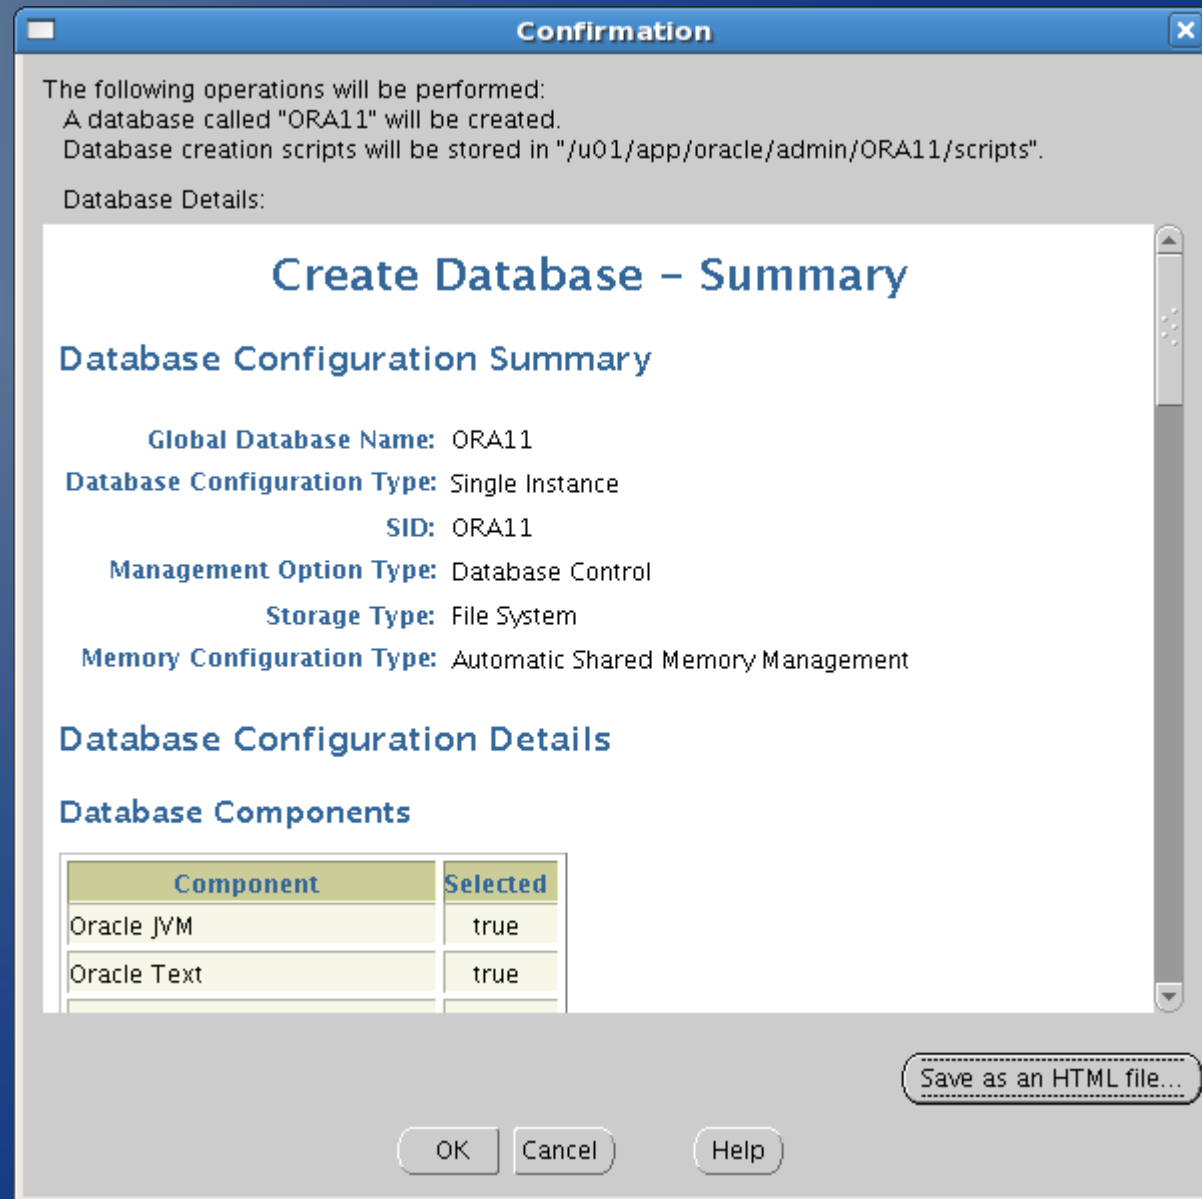 Confirmation
The following operations will be performed:
A database called "ORA11" will be created.
Database creation scripts will be stored in "/u01/app/oracle/admin/ORA11/scripts".
Database Details:
Create Database – Summary
Database Configuration Summary
Global Database Name: ORA11
Database Configuration Type: Single Instance
SID: ORA11
Management Option Type: Database Control
Storage Type: File System
Memory Configuration Type: Automatic Shared Memory Management
Database Configuration Details
Database Components
Component Selected
Oracle JVM true
Oracle Text true
Save as an HTML file...
OK Cancel Help